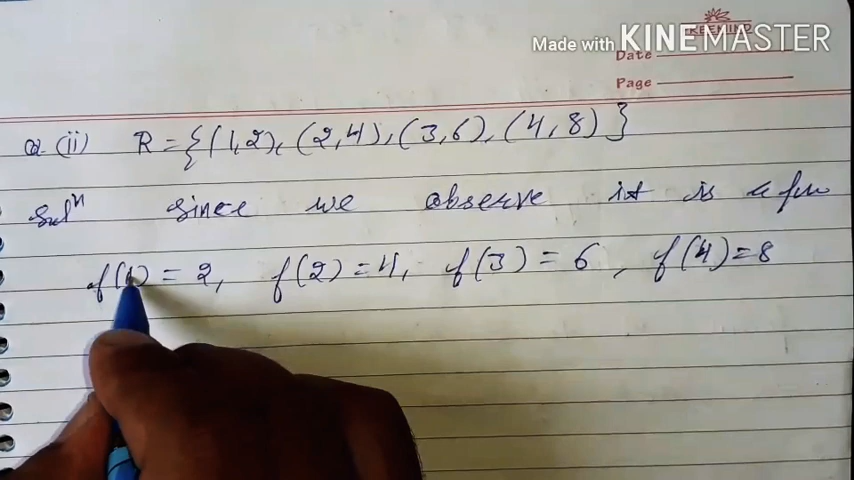 Made with KINEMASTER
Date
Page
Q (ii) R = {(1,2), (2,4), (3,6), (4,8)}
Solⁿ since we observe it is a fun
f(1) = 2, f(2) = 4, f(3) = 6, f(4) = 8